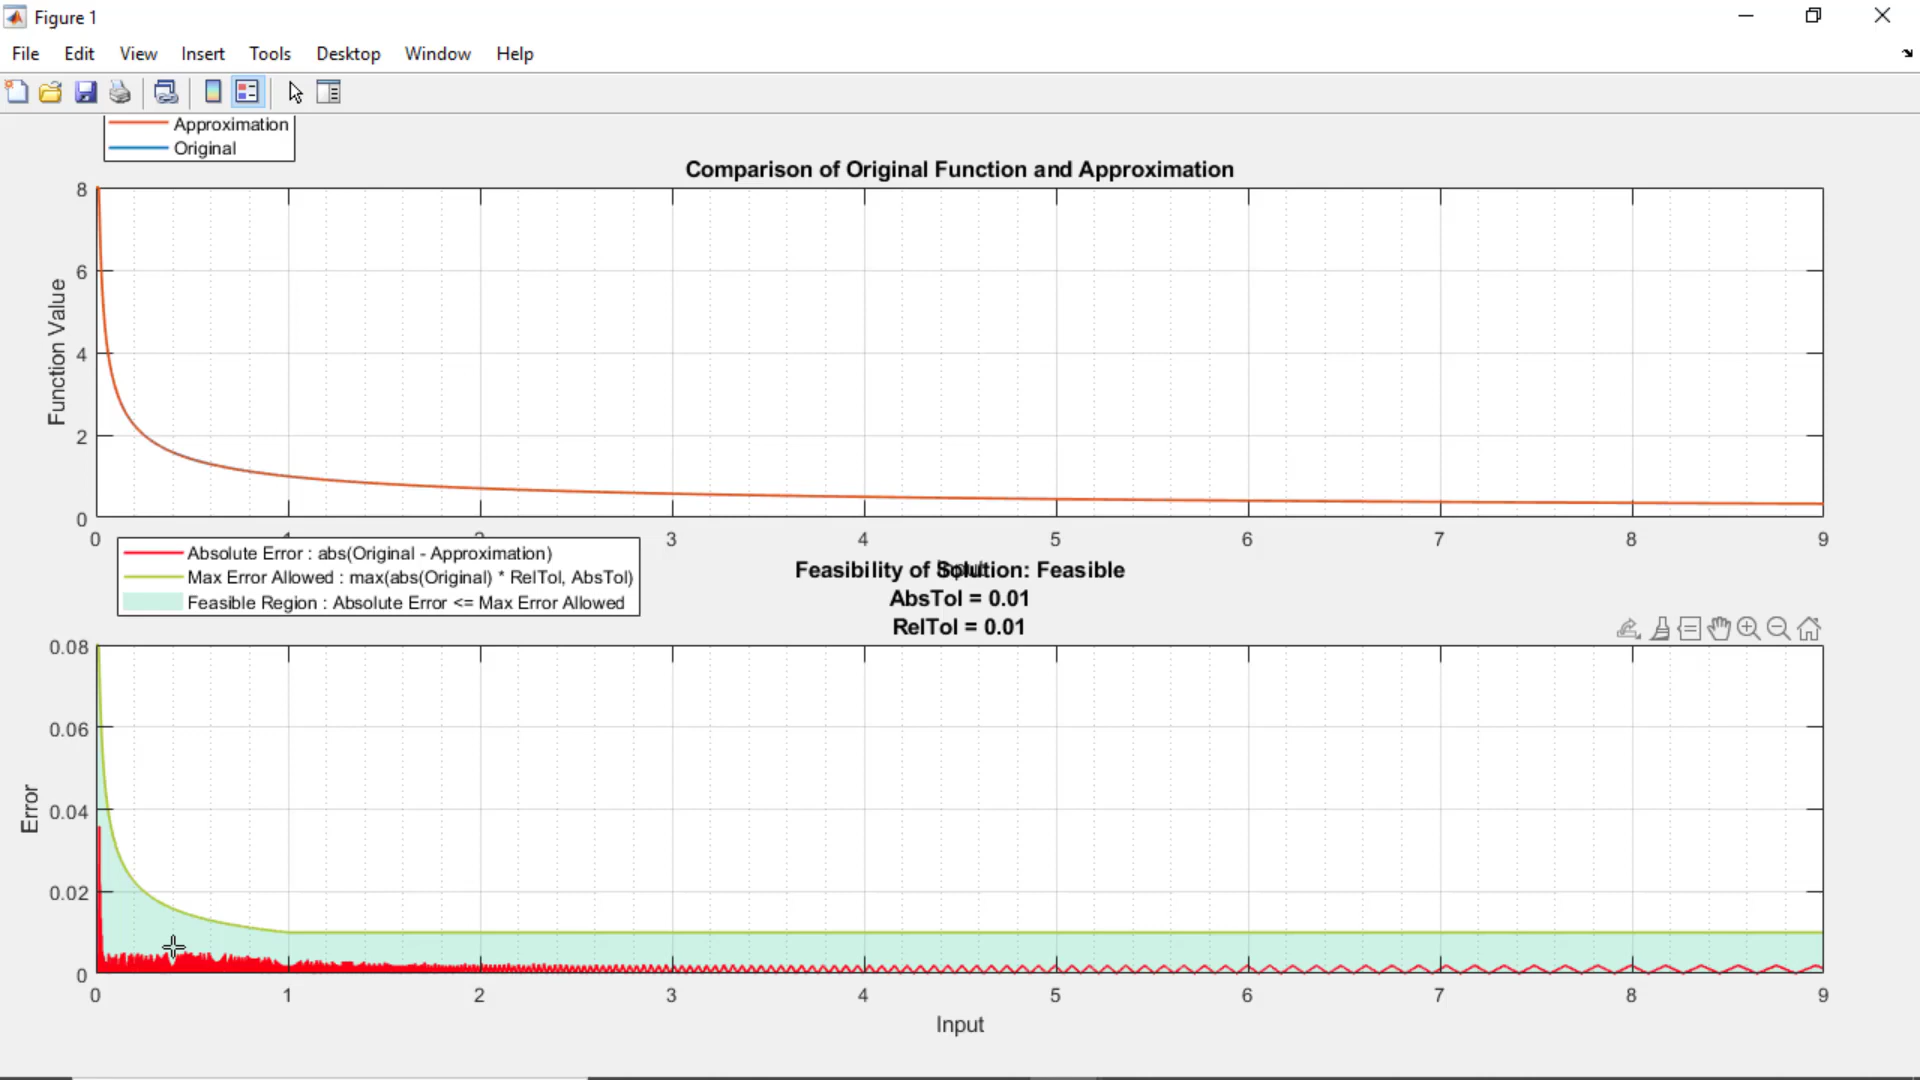 Figure 1
File Edit View Insert Tools Desktop Window Help
Approximation
Original
Comparison of Original Function and Approximation
8
6
4
2
0
Function Value
0 3 4 5 6 7 8 9
Absolute Error : abs(Original - Approximation)
Max Error Allowed : max(abs(Original) * RelTol, AbsTol)
Feasible Region : Absolute Error <= Max Error Allowed
Feasibility of Solution: Feasible
AbsTol = 0.01
RelTol = 0.01
0.08
0.06
0.04
0.02
0
Error
0 1 2 3 4 5 6 7 8 9
Input